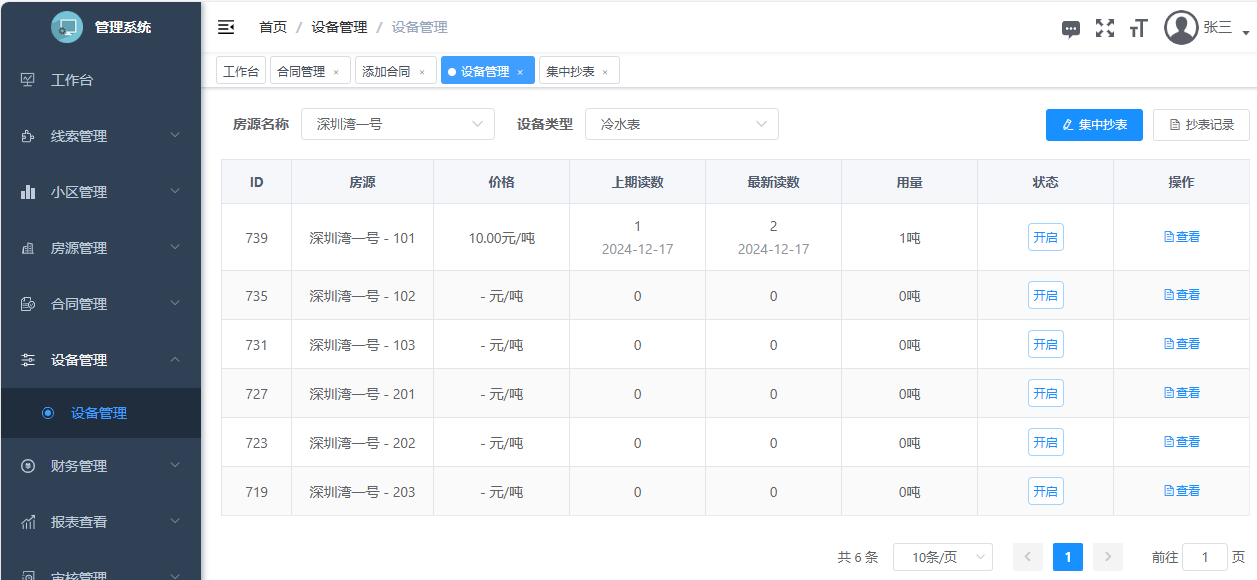 管理系统
工作台
线索管理
小区管理
房源管理
合同管理
设备管理
设备管理
财务管理
报表查看
审核管理
首页 / 设备管理 / 设备管理
张三
工作台 合同管理 × 添加合同 × 设备管理 × 集中抄表 ×
房源名称 深圳湾一号 设备类型 冷水表 集中抄表 抄表记录
ID 房源 价格 上期读数 最新读数 用量 状态 操作
739 深圳湾一号 - 101 10.00元/吨 1 2 1吨 开启 查看
2024-12-17 2024-12-17
735 深圳湾一号 - 102 - 元/吨 0 0 0吨 开启 查看
731 深圳湾一号 - 103 - 元/吨 0 0 0吨 开启 查看
727 深圳湾一号 - 201 - 元/吨 0 0 0吨 开启 查看
723 深圳湾一号 - 202 - 元/吨 0 0 0吨 开启 查看
719 深圳湾一号 - 203 - 元/吨 0 0 0吨 开启 查看
共 6 条 10条/页 1 前往 1 页